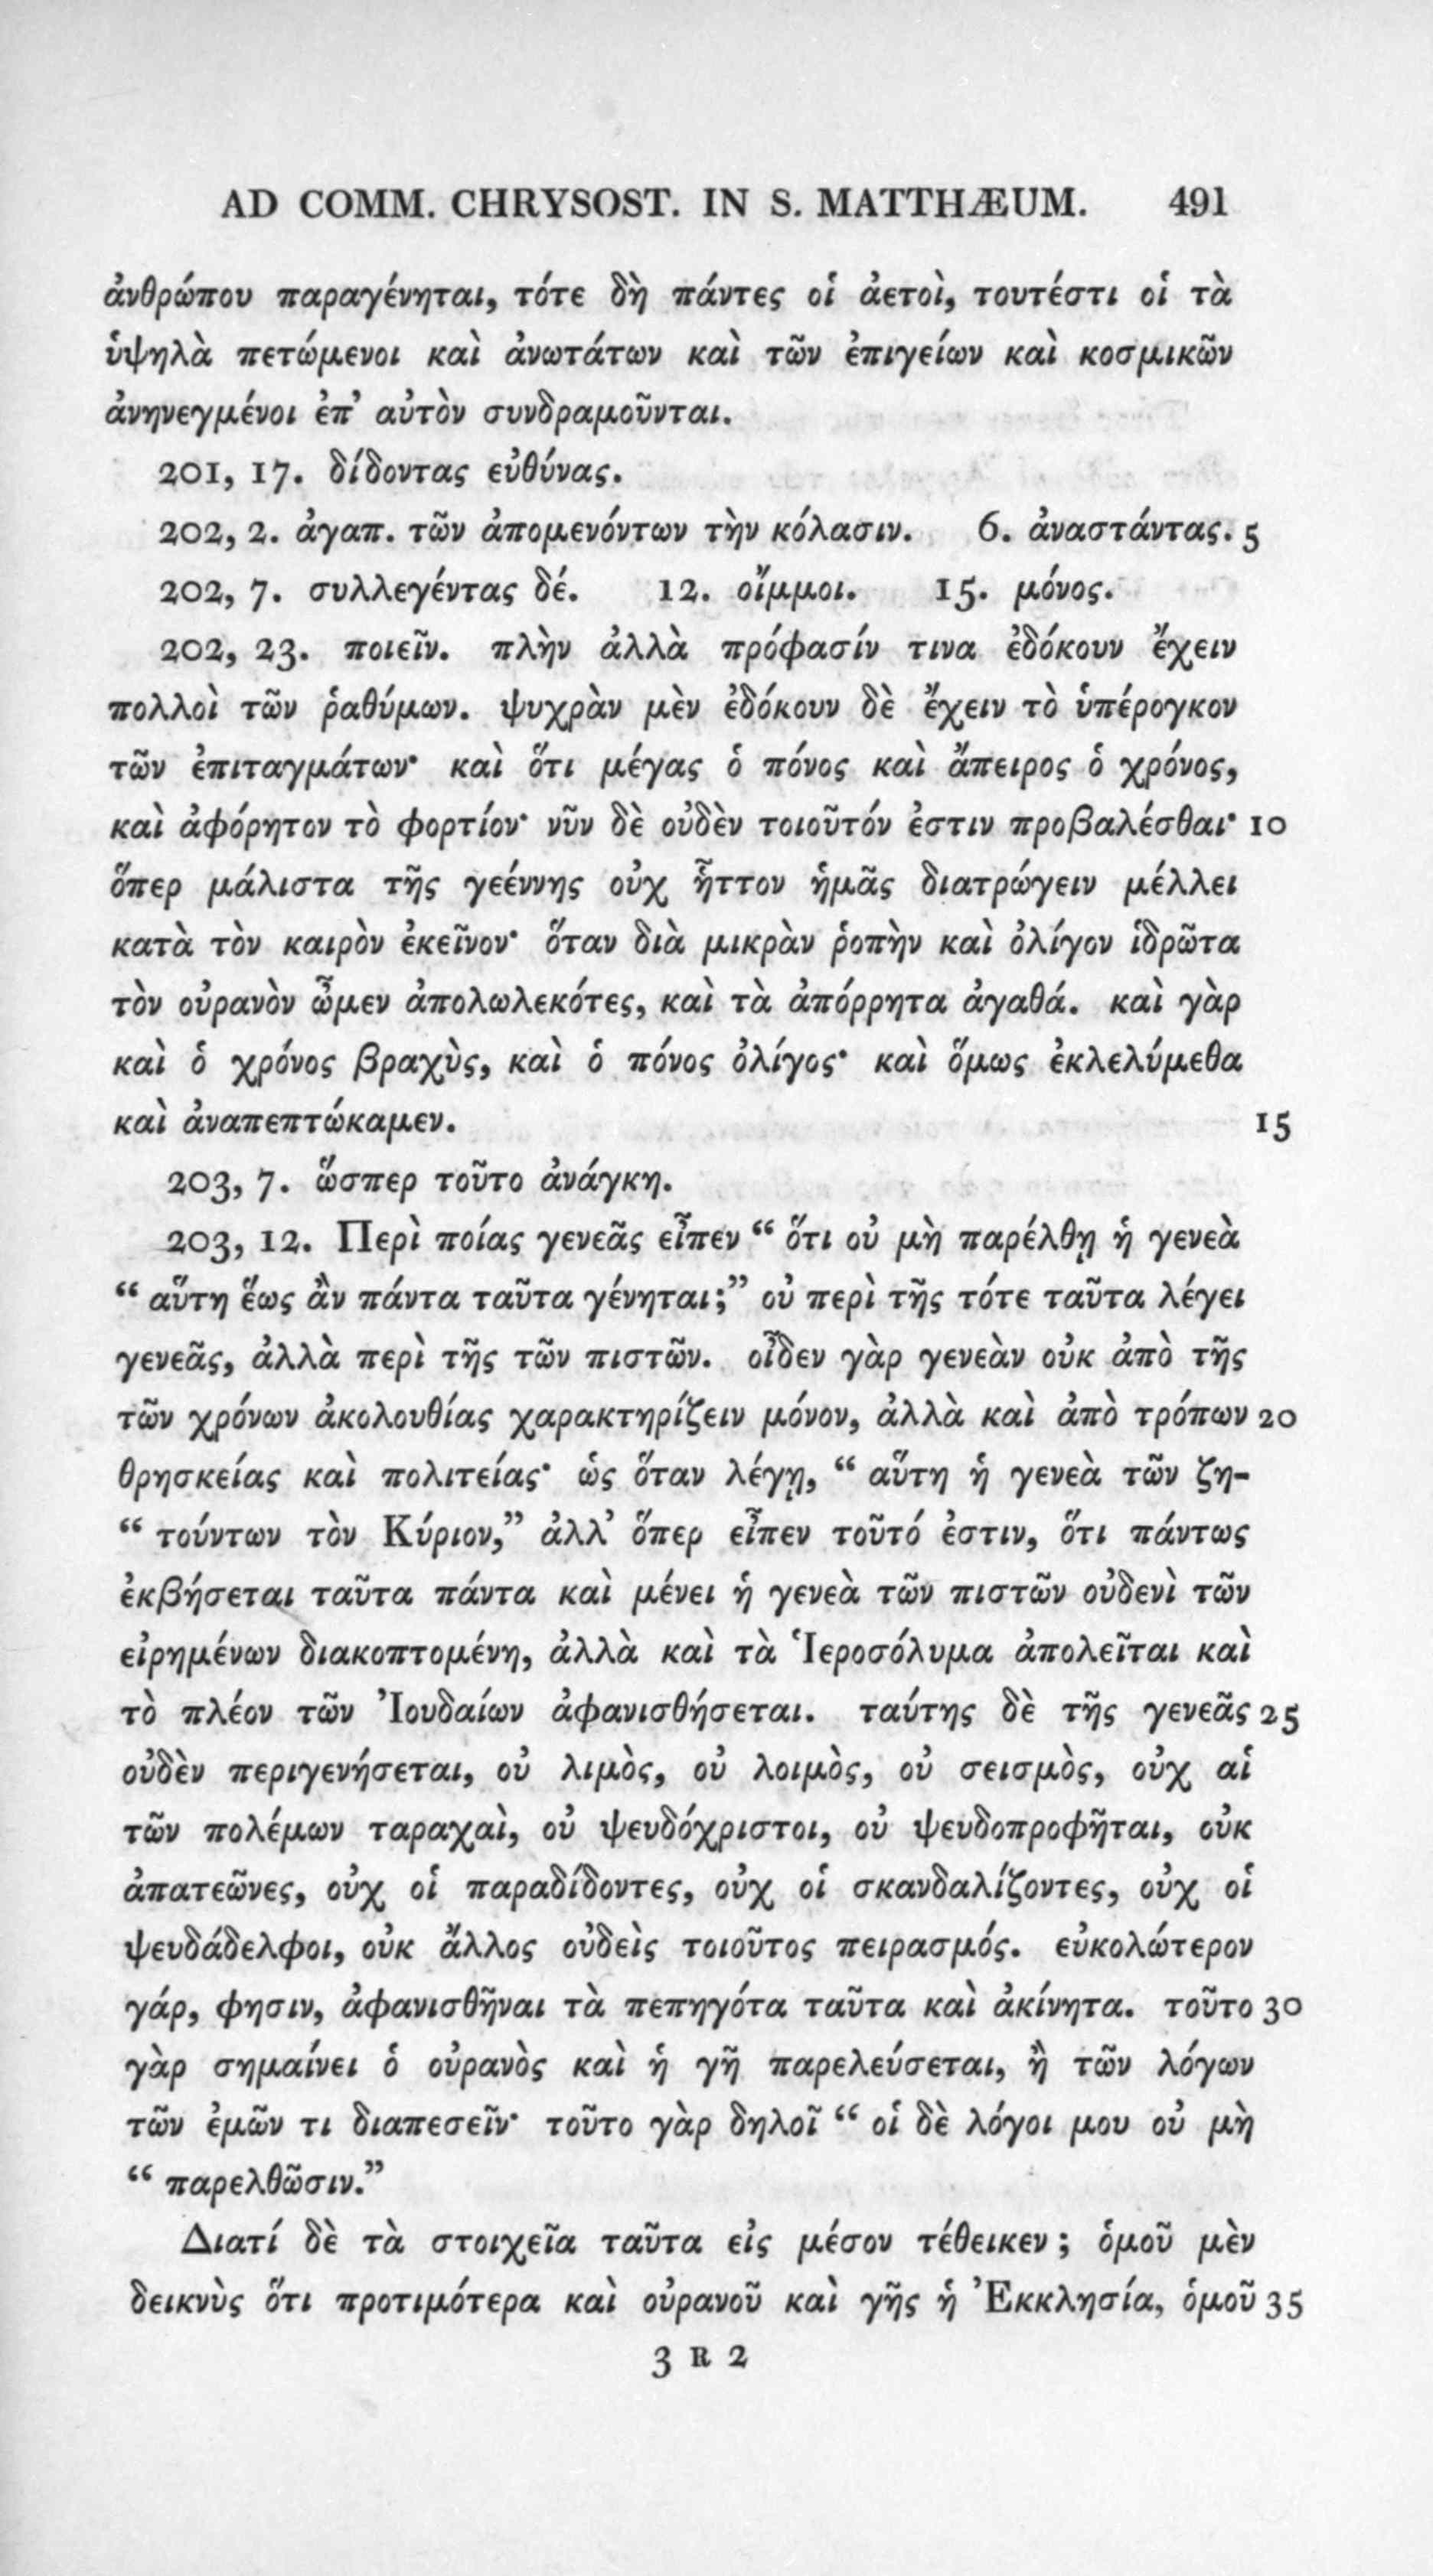 AD COMM. CHRYSOST. IN S. MATTHÆUM. 491
ἀνθρώπου παραγένηται, τότε δὴ πάντες οἱ ἀετοὶ, τουτέστι οἱ τὰ
ὑψηλὰ πετώμενοι καὶ ἀνωτάτων καὶ τῶν ἐπιγείων καὶ κοσμικῶν
ἀνηνεγμένοι ἐπ’ αὐτὸν συνδραμοῦνται.
201, 17. δίδοντας εὐθύνας.
202, 2. ἀγαπ. τῶν ἀπομενόντων τὴν κόλασιν. 6. ἀναστάντας. 5
202, 7. συλλεγέντας δέ. 12. οἴμμοι. 15. μόνος.
202, 23. ποιεῖν. πλὴν ἀλλὰ πρόφασίν τινα ἐδόκουν ἔχειν
πολλοὶ τῶν ῥαθύμων. ψυχρὰν μὲν ἐδόκουν δὲ ἔχειν τὸ ὑπέρογκον
τῶν ἐπιταγμάτων· καὶ ὅτι μέγας ὁ πόνος καὶ ἄπειρος ὁ χρόνος,
καὶ ἀφόρητον τὸ φορτίον· νῦν δὲ οὐδὲν τοιοῦτόν ἐστιν προβαλέσθαι· 10
ὅπερ μάλιστα τῆς γεέννης οὐχ ἧττον ἡμᾶς διατρώγειν μέλλει
κατὰ τὸν καιρὸν ἐκεῖνον· ὅταν διὰ μικρὰν ῥοπὴν καὶ ὀλίγον ἱδρῶτα
τὸν οὐρανὸν ὦμεν ἀπολωλεκότες, καὶ τὰ ἀπόρρητα ἀγαθά. καὶ γὰρ
καὶ ὁ χρόνος βραχὺς, καὶ ὁ πόνος ὀλίγος· καὶ ὅμως ἐκλελύμεθα
καὶ ἀναπεπτώκαμεν. 15
203, 7. ὥσπερ τοῦτο ἀνάγκη.
203, 12. Περὶ ποίας γενεᾶς εἶπεν “ ὅτι οὐ μὴ παρέλθῃ ἡ γενεὰ
“ αὕτη ἕως ἂν πάντα ταῦτα γένηται;” οὐ περὶ τῆς τότε ταῦτα λέγει
γενεᾶς, ἀλλὰ περὶ τῆς τῶν πιστῶν. οἶδεν γὰρ γενεὰν οὐκ ἀπὸ τῆς
τῶν χρόνων ἀκολουθίας χαρακτηρίζειν μόνον, ἀλλὰ καὶ ἀπὸ τρόπων 20
θρησκείας καὶ πολιτείας· ὡς ὅταν λέγῃ, “ αὕτη ἡ γενεὰ τῶν ζη-
“ τούντων τὸν Κύριον,” ἀλλ’ ὅπερ εἶπεν τοῦτό ἐστιν, ὅτι πάντως
ἐκβήσεται ταῦτα πάντα καὶ μένει ἡ γενεὰ τῶν πιστῶν οὐδενὶ τῶν
εἰρημένων διακοπτομένη, ἀλλὰ καὶ τὰ Ἱεροσόλυμα ἀπολεῖται καὶ
τὸ πλέον τῶν Ἰουδαίων ἀφανισθήσεται. ταύτης δὲ τῆς γενεᾶς 25
οὐδὲν περιγενήσεται, οὐ λιμὸς, οὐ λοιμὸς, οὐ σεισμὸς, οὐχ αἱ
τῶν πολέμων ταραχαὶ, οὐ ψευδόχριστοι, οὐ ψευδοπροφῆται, οὐκ
ἀπατεῶνες, οὐχ οἱ παραδίδοντες, οὐχ οἱ σκανδαλίζοντες, οὐχ οἱ
ψευδάδελφοι, οὐκ ἄλλος οὐδεὶς τοιοῦτος πειρασμός. εὐκολώτερον
γάρ, φησιν, ἀφανισθῆναι τὰ πεπηγότα ταῦτα καὶ ἀκίνητα. τοῦτο 30
γὰρ σημαίνει ὁ οὐρανὸς καὶ ἡ γῆ παρελεύσεται, ἢ τῶν λόγων
τῶν ἐμῶν τι διαπεσεῖν· τοῦτο γὰρ δηλοῖ “ οἱ δὲ λόγοι μου οὐ μὴ
“ παρελθῶσιν.”
Διατί δὲ τὰ στοιχεῖα ταῦτα εἰς μέσον τέθεικεν ; ὁμοῦ μὲν
δεικνὺς ὅτι προτιμότερα καὶ οὐρανοῦ καὶ γῆς ἡ Ἐκκλησία, ὁμοῦ 35
3 R 2